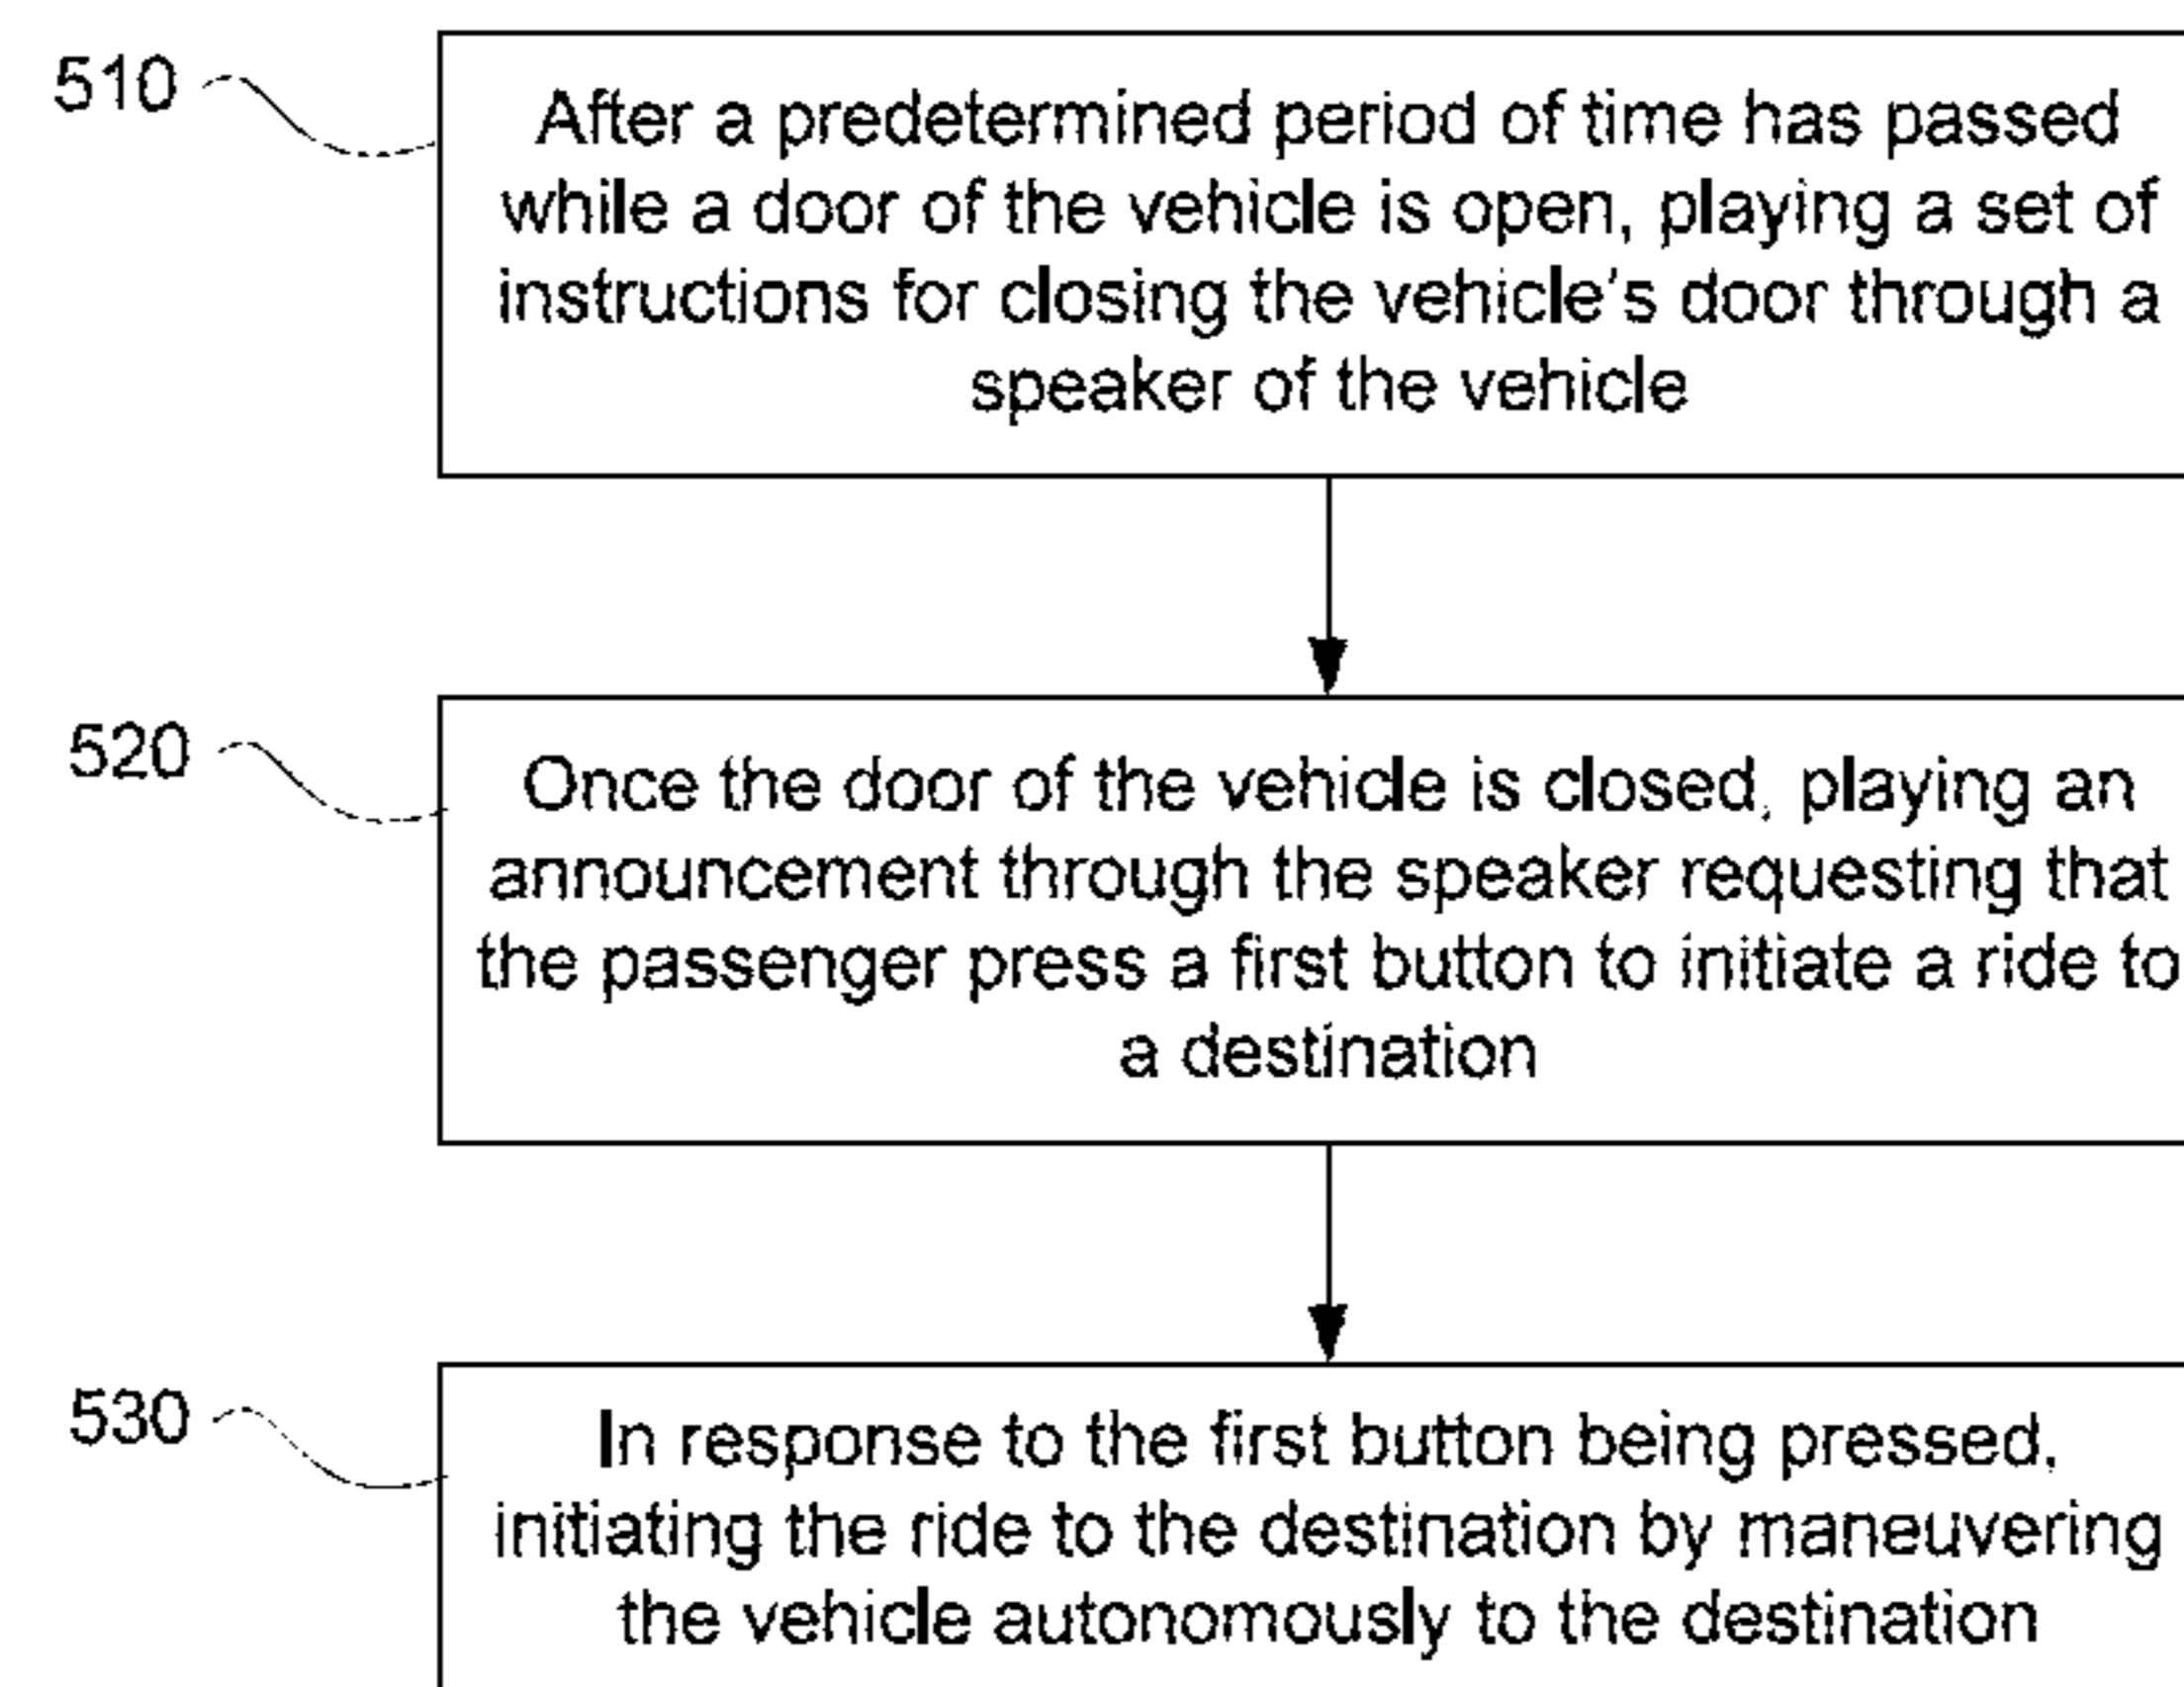 510
After a predetermined period of time has passed
while a door of the vehicle is open, playing a set of
instructions for closing the vehicle's door through a
speaker of the vehicle
520
Once the door of the vehicle is closed, playing an
announcement through the speaker requesting that
the passenger press a first button to initiate a ride to
a destination
530
In response to the first button being pressed,
initiating the ride to the destination by maneuvering
the vehicle autonomously to the destination